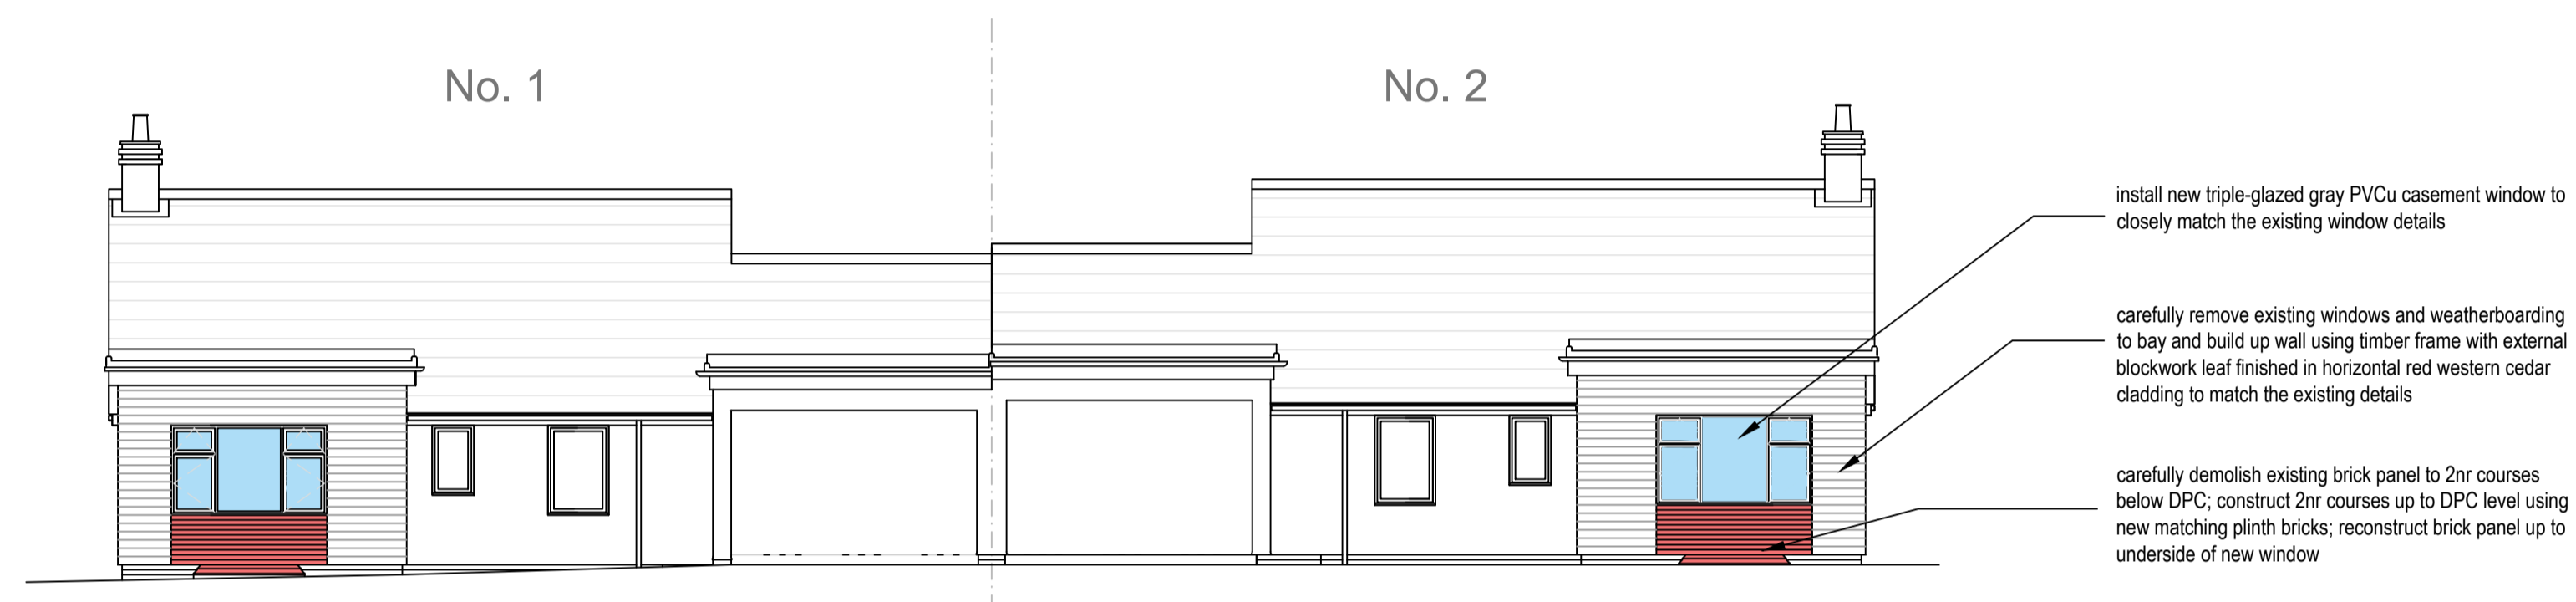 No. 1
No. 2
install new triple-glazed gray PVCu casement window to
closely match the existing window details
carefully remove existing windows and weatherboarding
to bay and build up wall using timber frame with external
blockwork leaf finished in horizontal red western cedar
cladding to match the existing details
carefully demolish existing brick panel to 2nr courses
below DPC; construct 2nr courses up to DPC level using
new matching plinth bricks; reconstruct brick panel up to
underside of new window